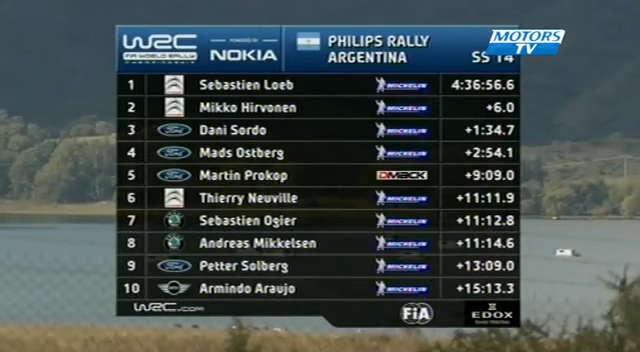 MOTORS
TV
WRC
FIA WORLD RALLY
CHAMPIONSHIP
POWERED BY
NOKIA
PHILIPS RALLY
ARGENTINA
SS 14
1 Sebastien Loeb MICHELIN 4:36:56.6
2 Mikko Hirvonen MICHELIN +6.0
3 Ford Dani Sordo MICHELIN +1:34.7
4 Ford Mads Ostberg MICHELIN +2:54.1
5 Ford Martin Prokop DMACK +9:09.0
6 Thierry Neuville MICHELIN +11:11.9
7 Sebastien Ogier MICHELIN +11:12.8
8 Andreas Mikkelsen MICHELIN +11:14.6
9 Ford Petter Solberg MICHELIN +13:09.0
10 Armindo Araujo MICHELIN +15:13.3
WRC.COM
FIA
EDOX